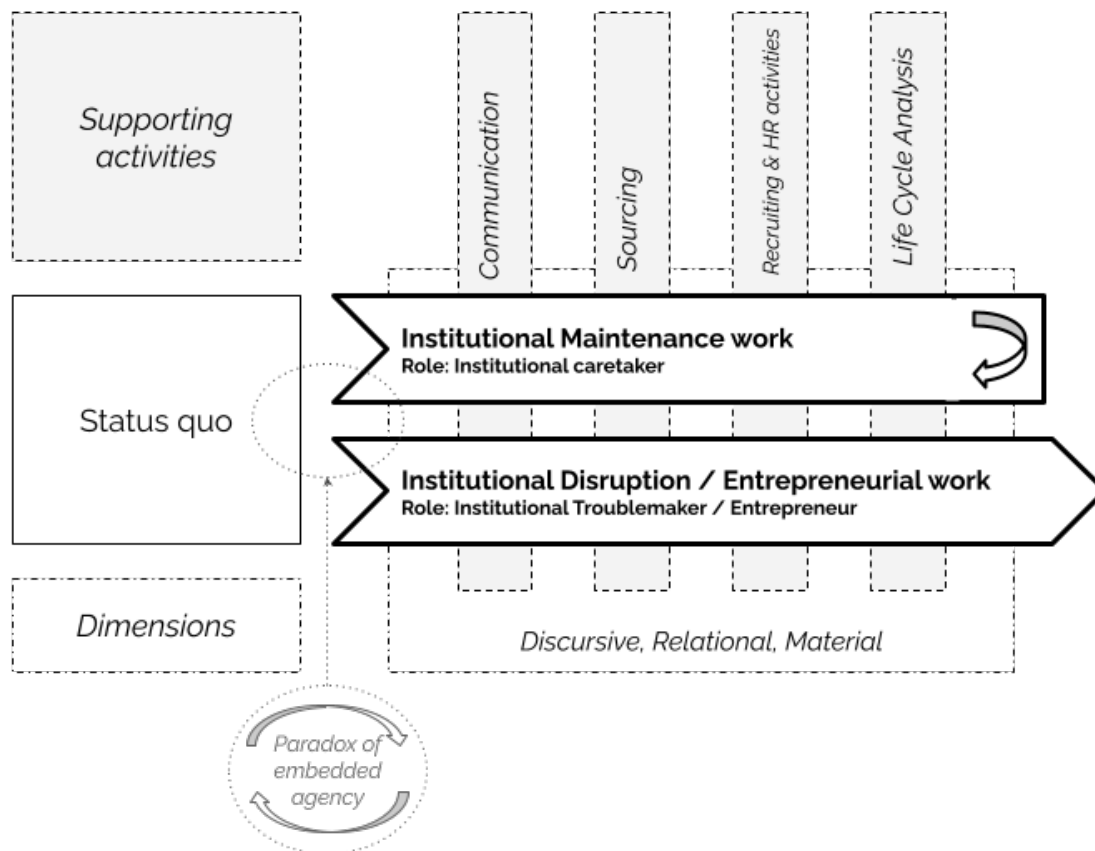 Supporting
activities
Communication
Sourcing
Recruiting & HR activities
Life Cycle Analysis
Status quo
Institutional Maintenance work
Role: Institutional caretaker
Institutional Disruption / Entrepreneurial work
Role: Institutional Troublemaker / Entrepreneur
Dimensions
Discursive, Relational, Material
Paradox of
embedded
agency